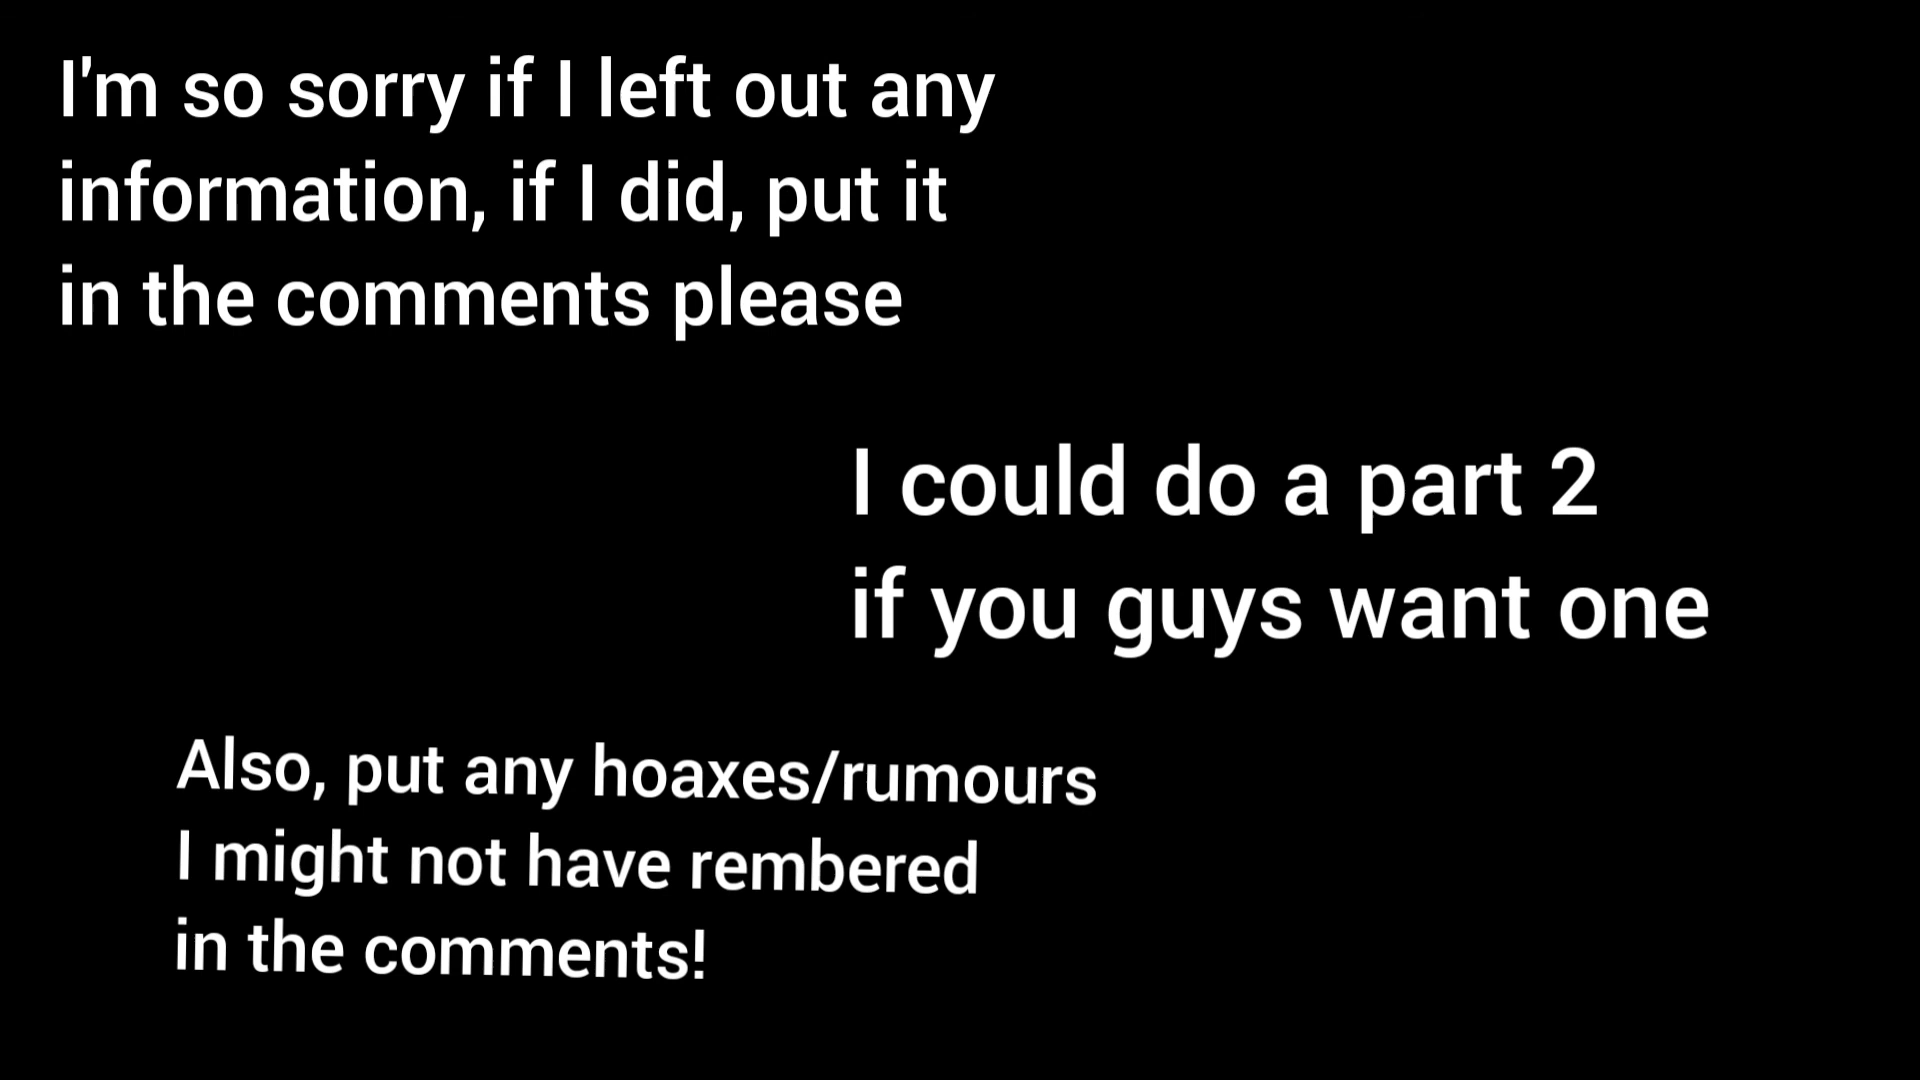 I'm so sorry if I left out any
information, if I did, put it
in the comments please
I could do a part 2
if you guys want one
Also, put any hoaxes/rumours
I might not have rembered
in the comments!